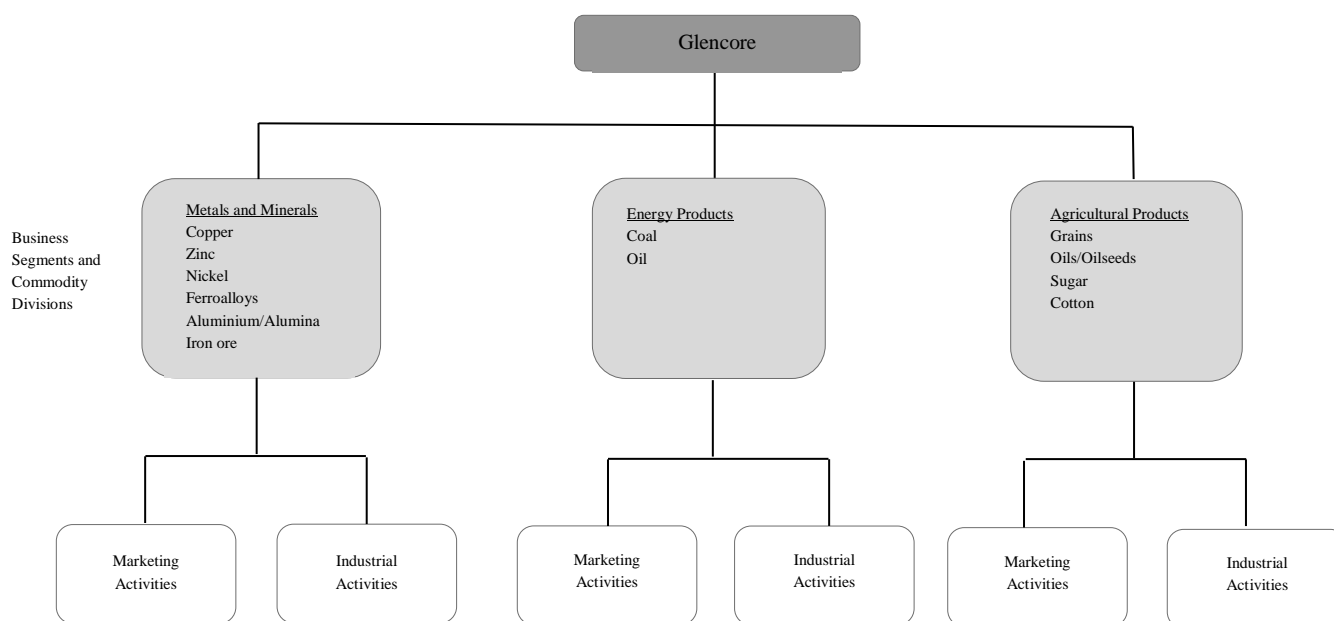 Glencore
Business
Segments and
Commodity
Divisions
Metals and Minerals
Copper
Zinc
Nickel
Ferroalloys
Aluminium/Alumina
Iron ore
Energy Products
Coal
Oil
Agricultural Products
Grains
Oils/Oilseeds
Sugar
Cotton
Marketing
Activities
Industrial
Activities
Marketing
Activities
Industrial
Activities
Marketing
Activities
Industrial
Activities